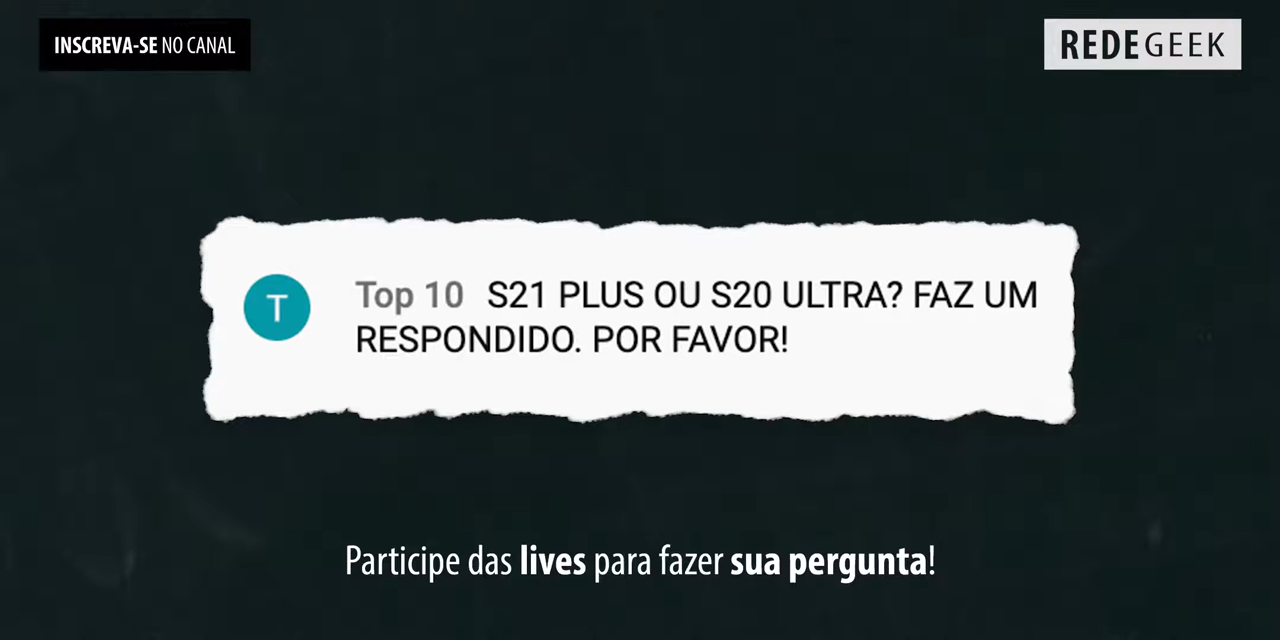 INSCREVA-SE NO CANAL
REDEGEEK
T
Top 10 S21 PLUS OU S20 ULTRA? FAZ UM
RESPONDIDO. POR FAVOR!
Participe das lives para fazer sua pergunta!